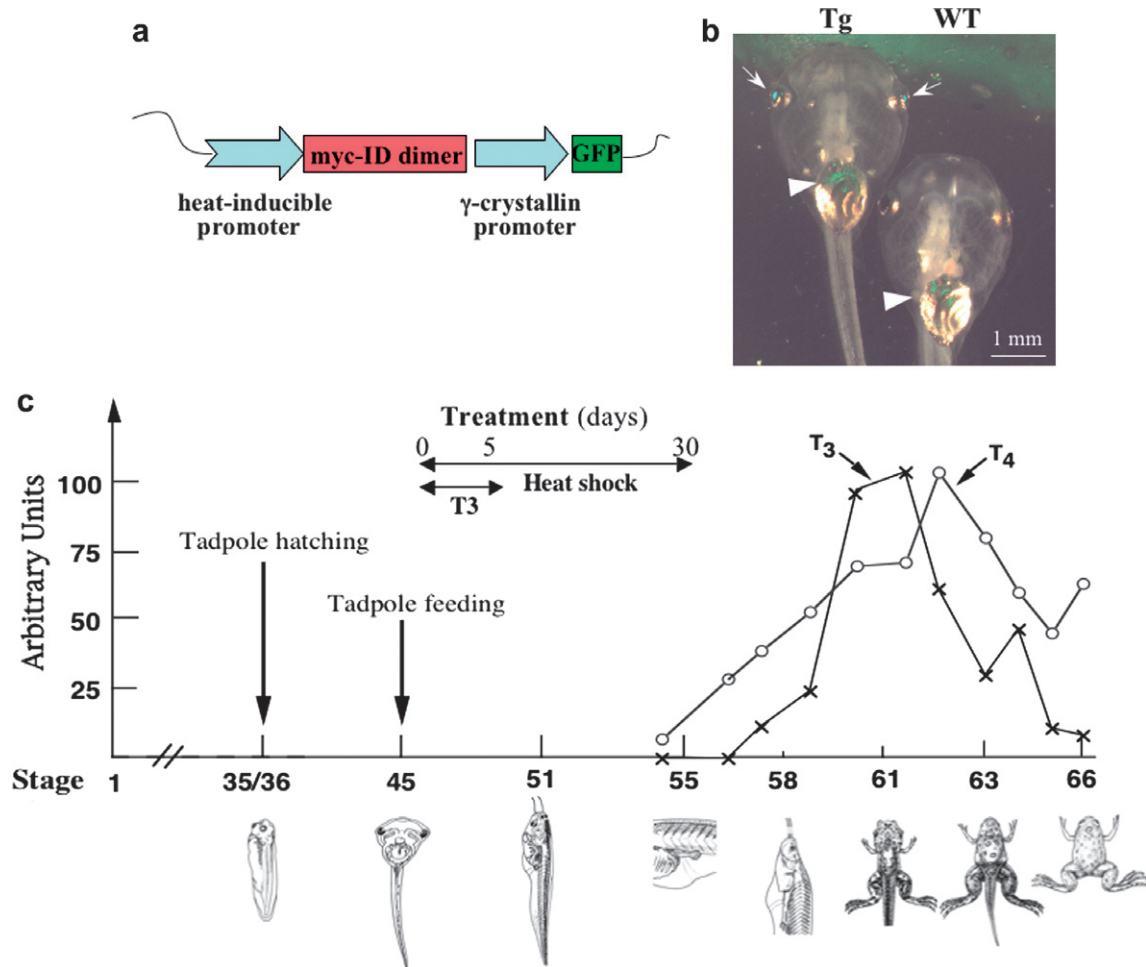 a
myc-ID dimer
GFP
heat-inducible
promoter
γ-crystallin
promoter
b
Tg
WT
1 mm
c
Treatment (days)
0 5 30
Heat shock
T3
T3
T4
Arbitrary Units
100
75
50
25
Tadpole hatching
Tadpole feeding
Stage 1 35/36 45 51 55 58 61 63 66